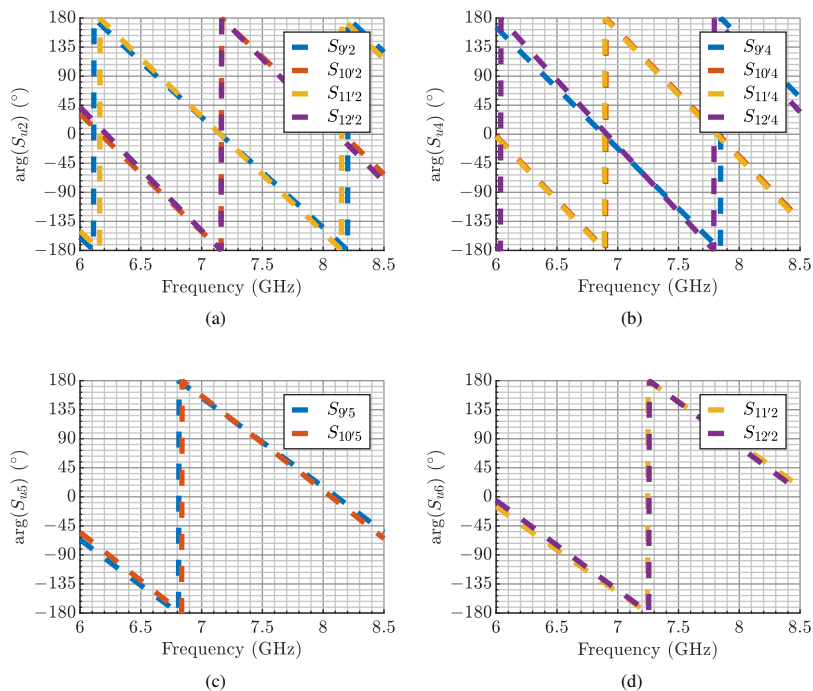 180
135
90
45
0
−45
−90
−135
−180
arg(S_{u2}) (°)
6
6.5
7
7.5
8
8.5
Frequency (GHz)
S_{9′2}
S_{10′2}
S_{11′2}
S_{12′2}
(a)
180
135
90
45
0
−45
−90
−135
−180
arg(S_{u4}) (°)
6
6.5
7
7.5
8
8.5
Frequency (GHz)
S_{9′4}
S_{10′4}
S_{11′4}
S_{12′4}
(b)
180
135
90
45
0
−45
−90
−135
−180
arg(S_{u5}) (°)
6
6.5
7
7.5
8
8.5
Frequency (GHz)
S_{9′5}
S_{10′5}
(c)
180
135
90
45
0
−45
−90
−135
−180
arg(S_{u6}) (°)
6
6.5
7
7.5
8
8.5
Frequency (GHz)
S_{11′2}
S_{12′2}
(d)